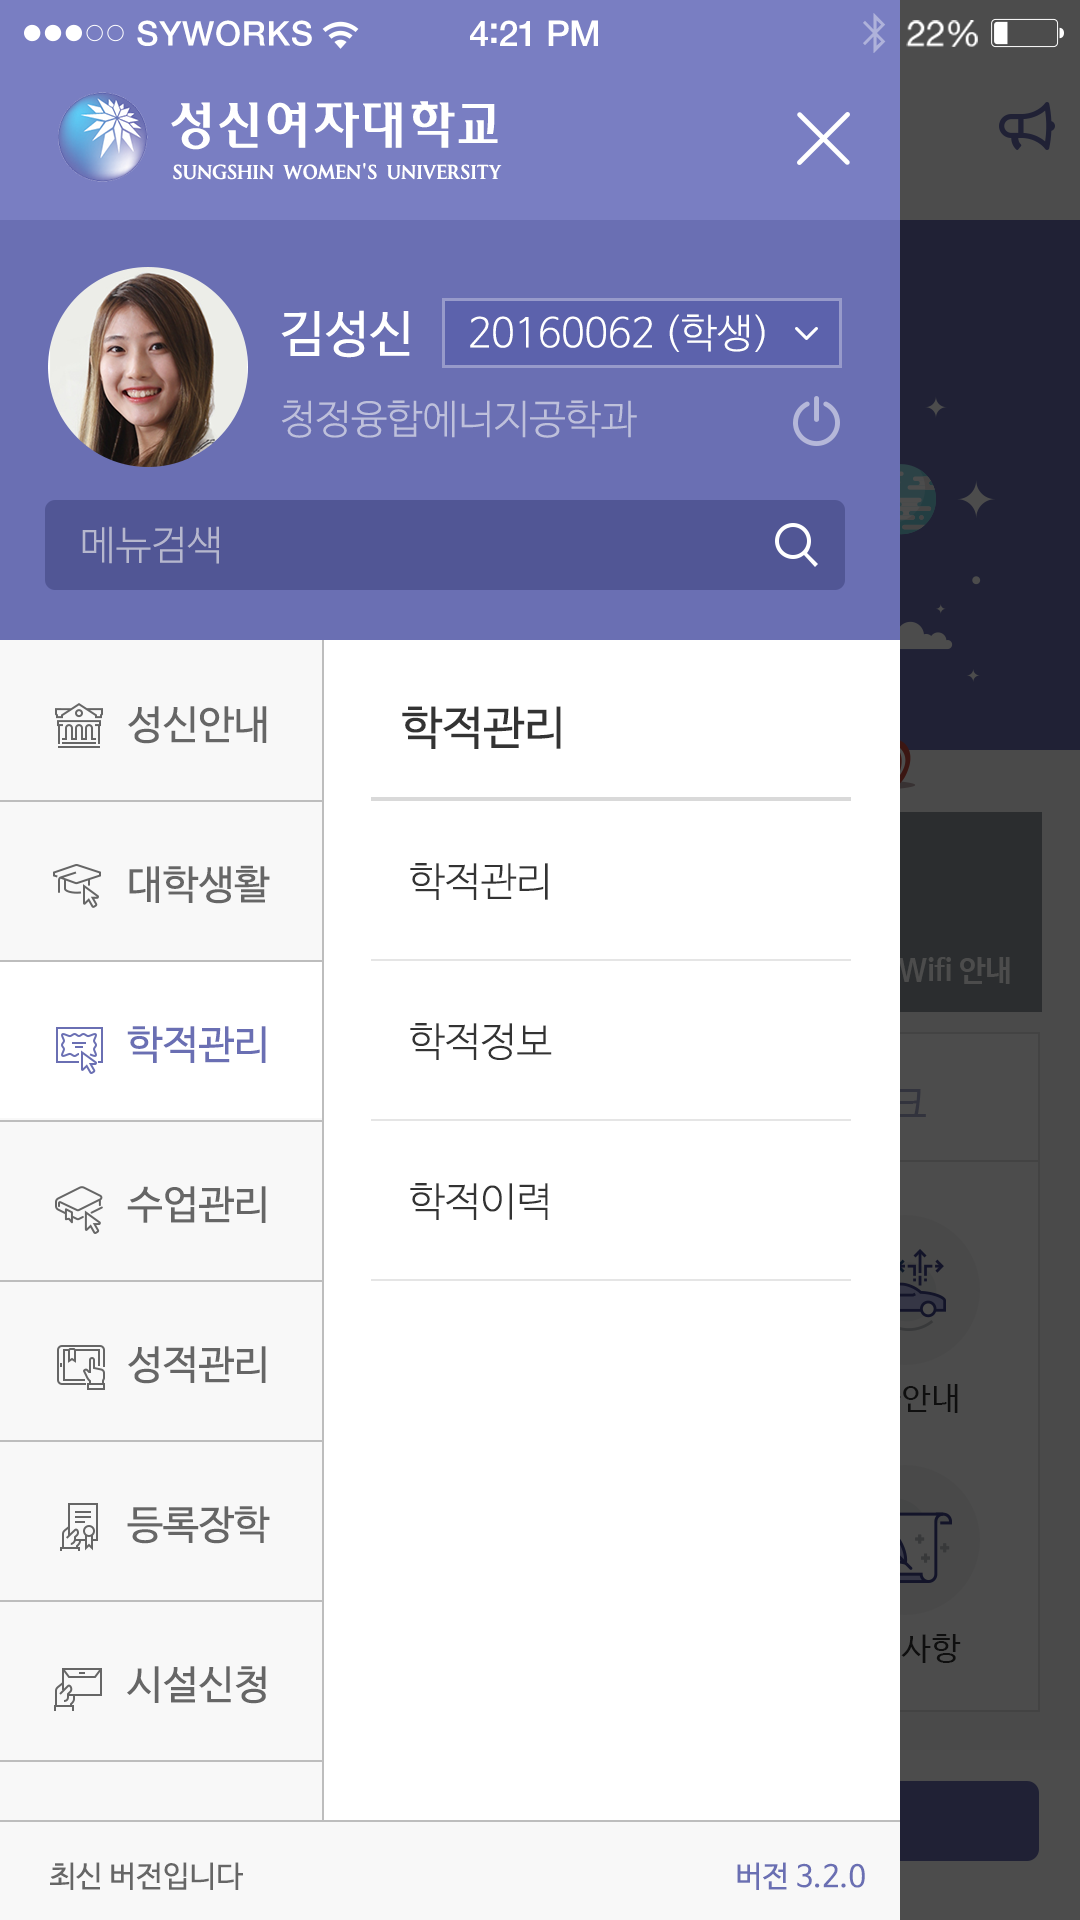 SYWORKS 4:21 PM 22%
성신여자대학교
SUNGSHIN WOMEN'S UNIVERSITY
김성신 20160062 (학생)
청정융합에너지공학과
메뉴검색
성신안내
대학생활
학적관리
수업관리
성적관리
등록장학
시설신청
학적관리
학적관리
학적정보
학적이력
Wifi 안내
크
안내
사항
최신 버전입니다 버전 3.2.0